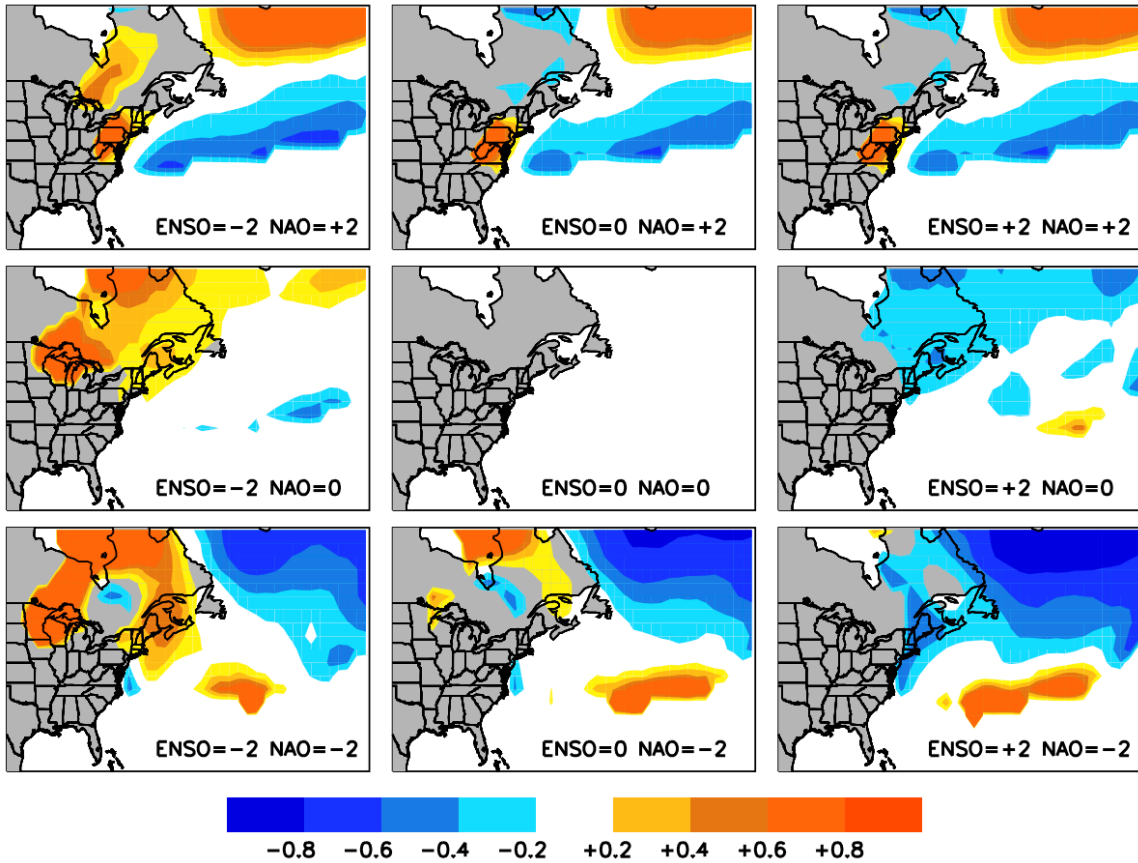 ENSO=−2 NAO=+2
ENSO=0 NAO=+2
ENSO=+2 NAO=+2
ENSO=−2 NAO=0
ENSO=0 NAO=0
ENSO=+2 NAO=0
ENSO=−2 NAO=−2
ENSO=0 NAO=−2
ENSO=+2 NAO=−2
−0.8 −0.6 −0.4 −0.2 +0.2 +0.4 +0.6 +0.8